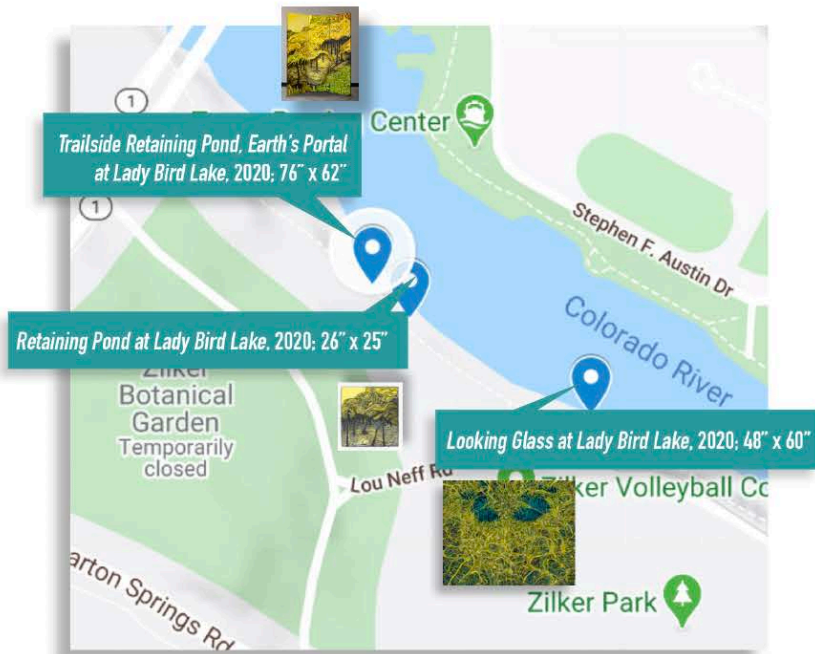 1
Center
Trailside Retaining Pond, Earth's Portal
at Lady Bird Lake, 2020; 76" x 62"
1
Stephen F. Austin Dr
Retaining Pond at Lady Bird Lake, 2020; 26" x 25"
Colorado River
Zilker
Botanical
Garden
Temporarily
closed
Looking Glass at Lady Bird Lake, 2020; 48" x 60"
Lou Neff Rd
Zilker Volleyball Co
arton Springs Rd
Zilker Park